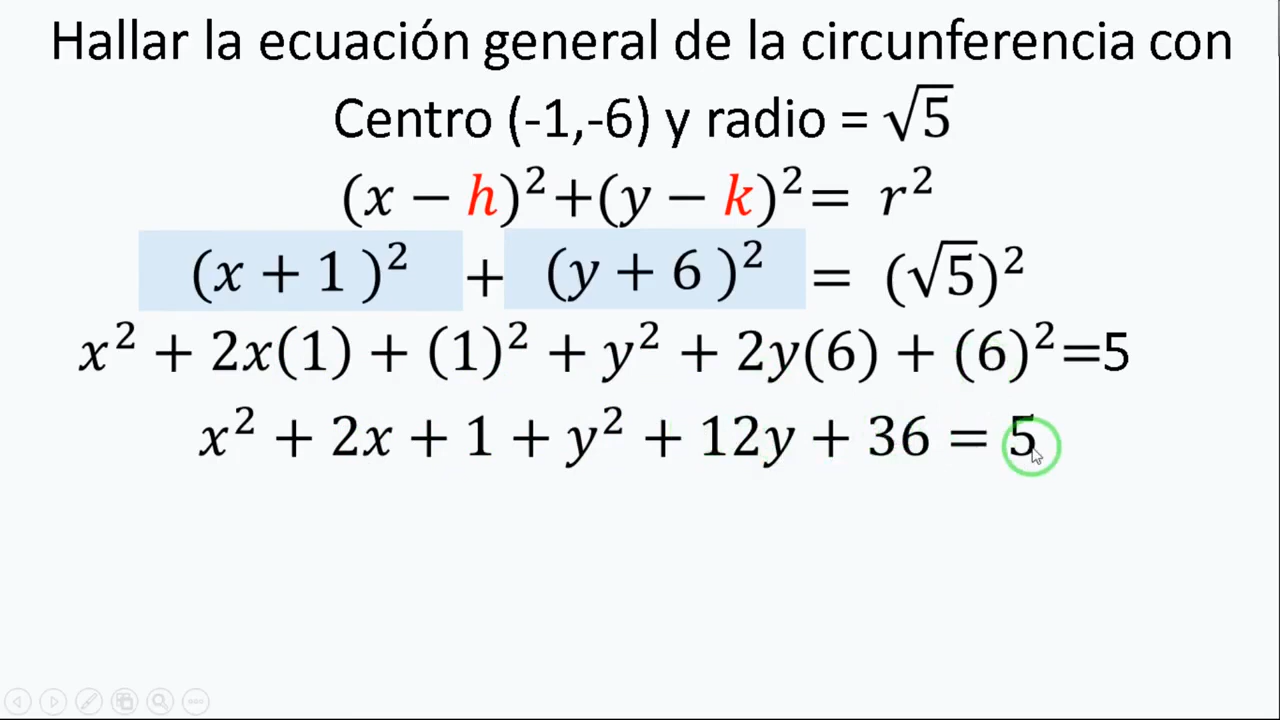 Hallar la ecuación general de la circunferencia con
Centro (-1,-6) y radio = √5
(x − h)²+(y − k)²= r²
(x + 1 )² + (y + 6 )² = (√5)²
x² + 2x(1) + (1)² + y² + 2y(6) + (6)²=5
x² + 2x + 1 + y² + 12y + 36 = 5